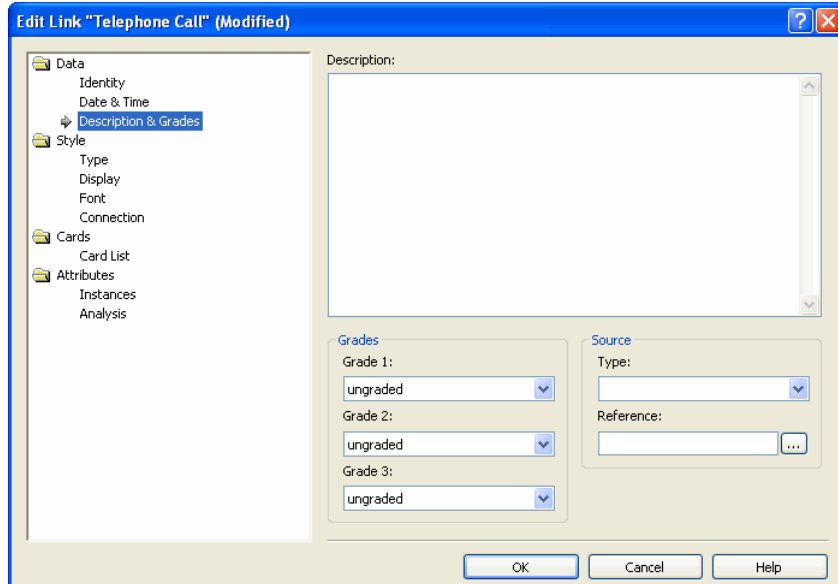 Edit Link "Telephone Call" (Modified)
Data
Identity
Date & Time
Description & Grades
Style
Type
Display
Font
Connection
Cards
Card List
Attributes
Instances
Analysis
Description:
Grades
Grade 1:
ungraded
Grade 2:
ungraded
Grade 3:
ungraded
Source
Type:
Reference:
...
OK Cancel Help